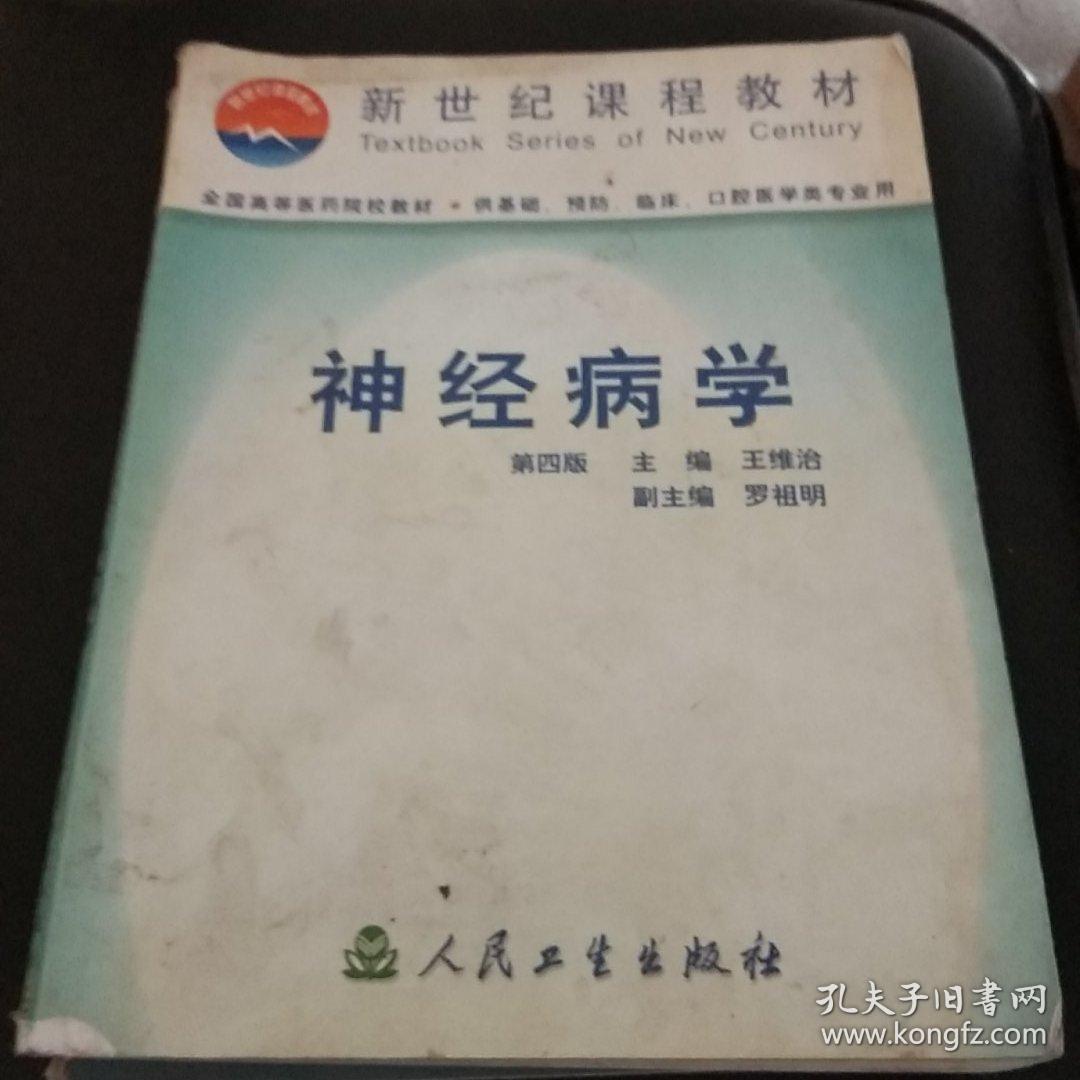 新世纪课程教材
Textbook Series of New Century
全国高等医药院校教材·供基础、预防、临床、口腔医学类专业用
神经病学
第四版 主编 王维治
副主编 罗祖明
人民卫生出版社
孔夫子旧书网
www.kongfz.com